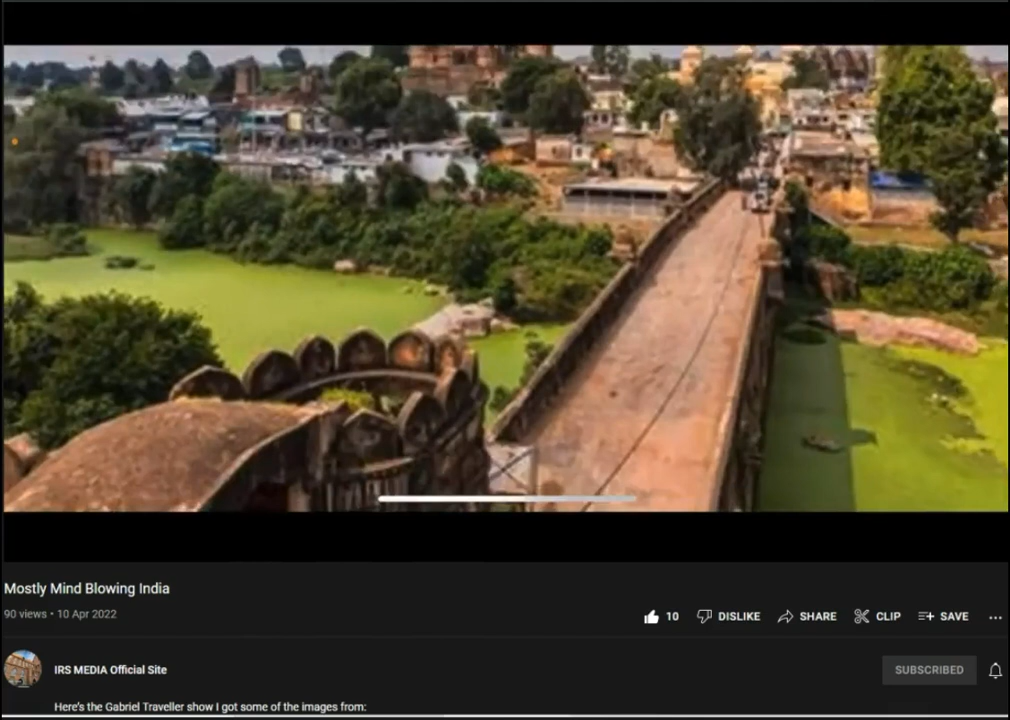 Mostly Mind Blowing India
90 views • 10 Apr 2022
10 DISLIKE SHARE CLIP SAVE ...
IRS MEDIA Official Site
SUBSCRIBED
Here's the Gabriel Traveller show I got some of the images from: